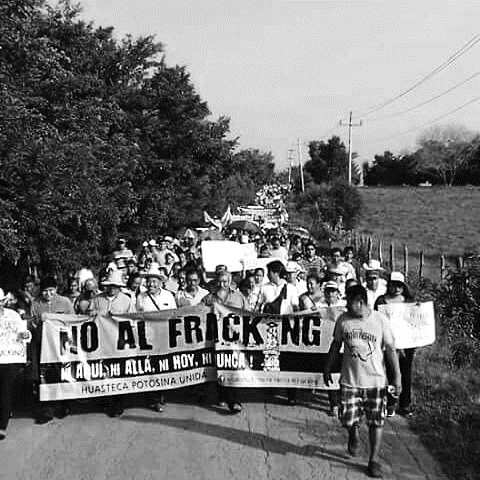 NO AL FRACKING
NI AQUÍ, NI ALLÁ, NI HOY, NI NUNCA!
HUASTECA POTOSINA UNIDA